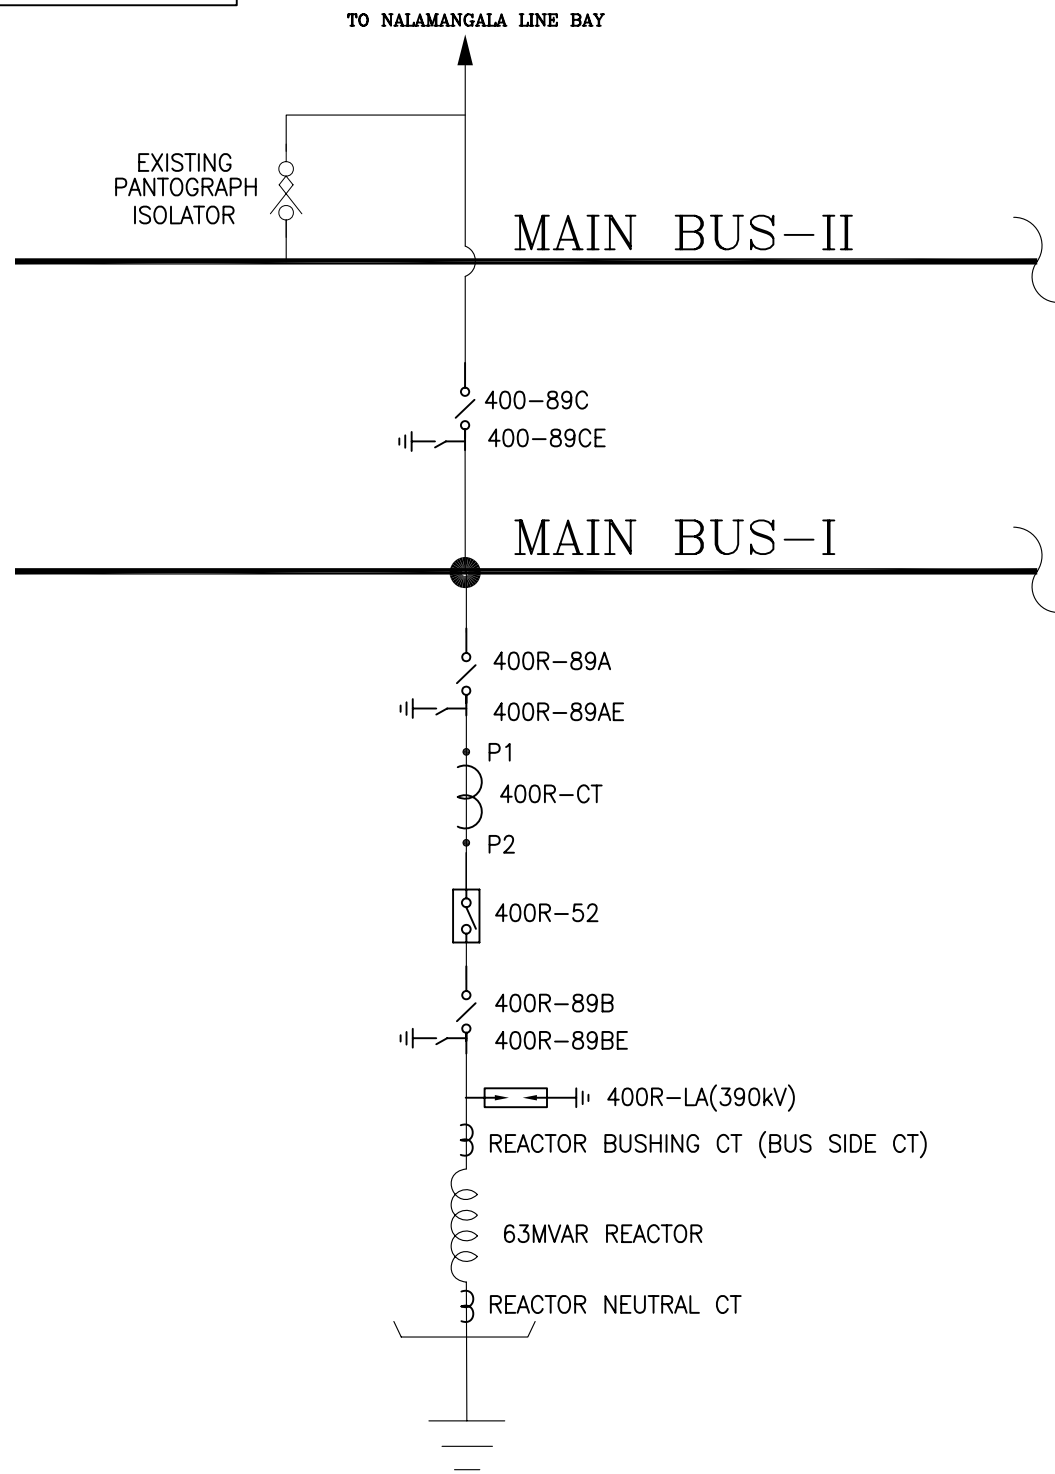 TO NALAMANGALA LINE BAY
EXISTING
PANTOGRAPH
ISOLATOR
MAIN BUS-II
400-89C
400-89CE
MAIN BUS-I
400R-89A
400R-89AE
P1
400R-CT
P2
400R-52
400R-89B
400R-89BE
400R-LA(390kV)
REACTOR BUSHING CT (BUS SIDE CT)
63MVAR REACTOR
REACTOR NEUTRAL CT